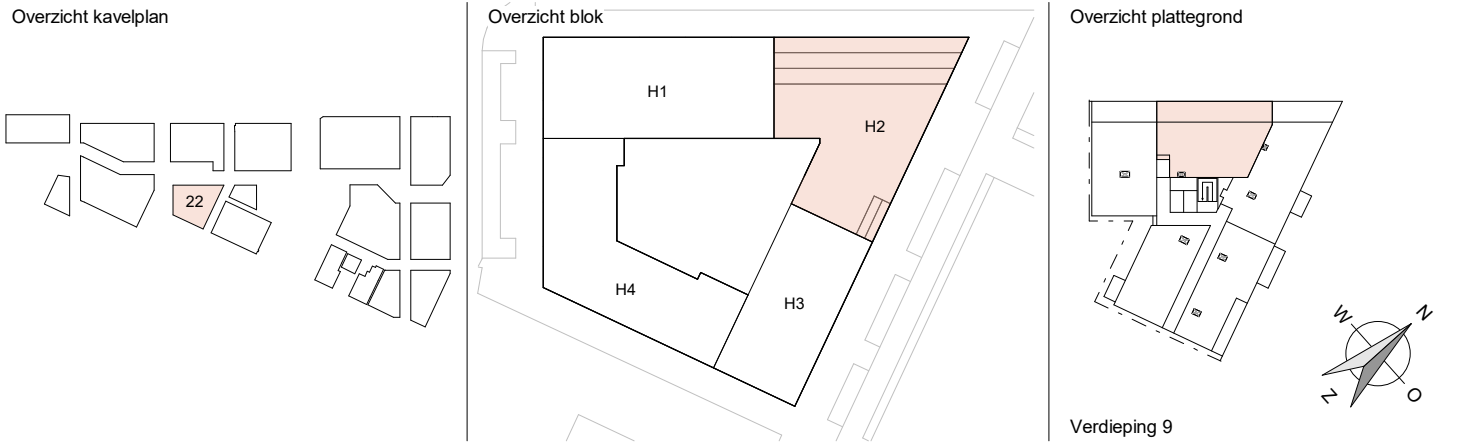 Overzicht kavelplan
22
Overzicht blok
H1
H2
H3
H4
Overzicht plattegrond
N
W
O
Z
Verdieping 9